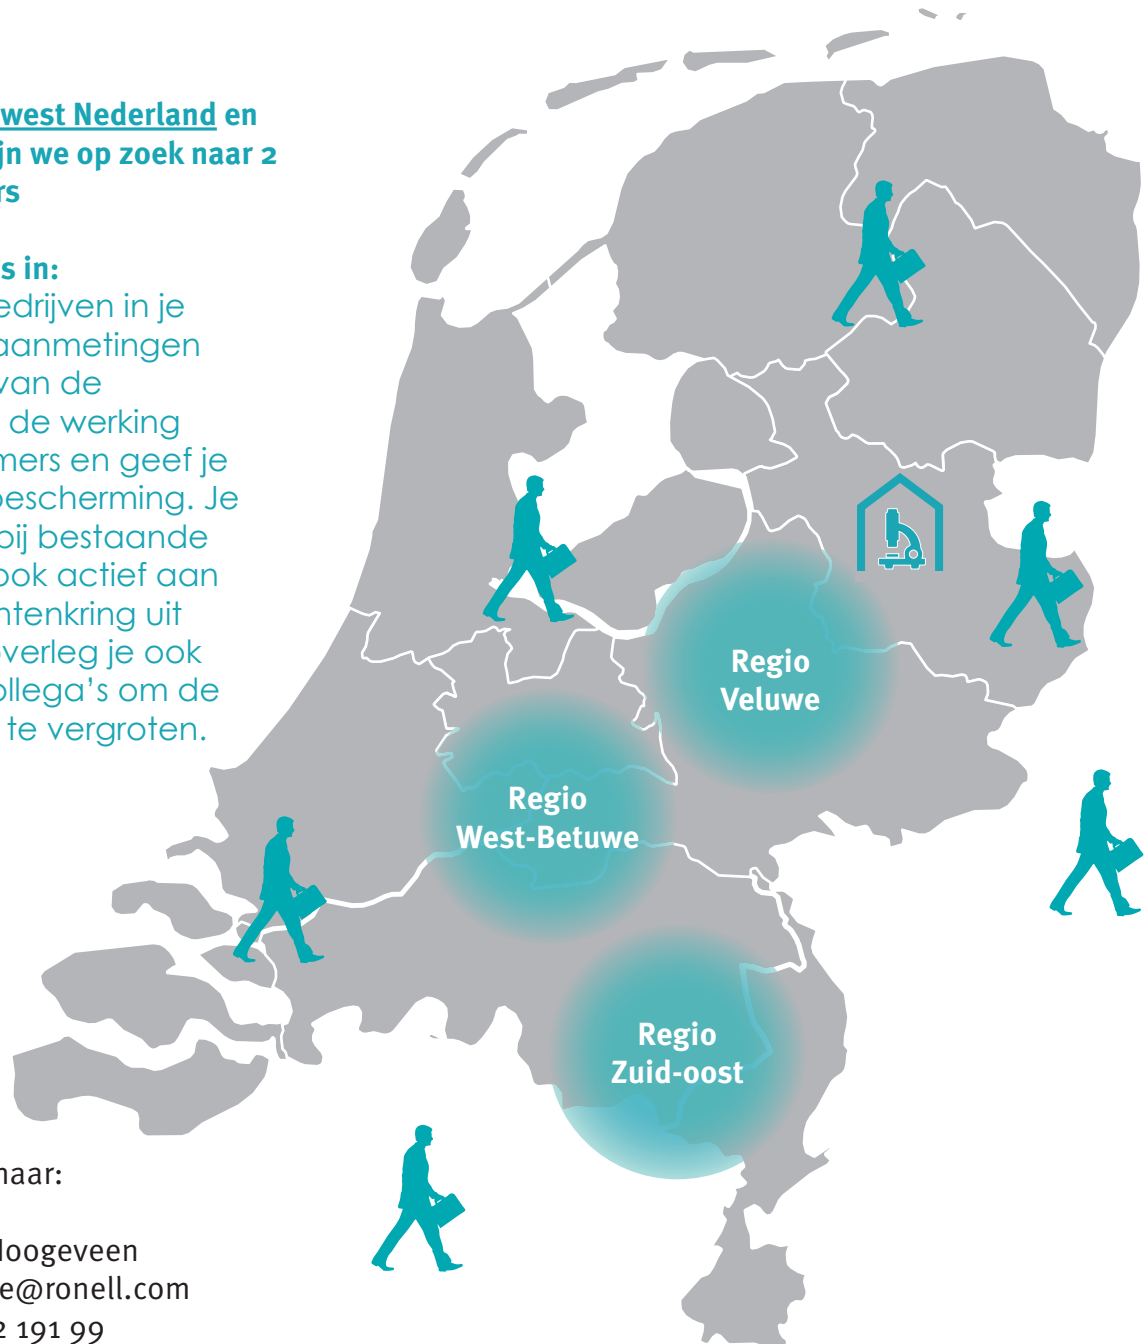 west Nederland en
ijn we op zoek naar 2
rs
s in:
edrijven in je
aanmetingen
van de
de werking
mers en geef je
bescherming. Je
bij bestaande
ook actief aan
ntenkring uit
overleg je ook
ollega's om de
te vergroten.
Regio
Veluwe
Regio
West-Betuwe
Regio
Zuid-oost
naar:
Hoogeveen
e@ronell.com
2 191 99